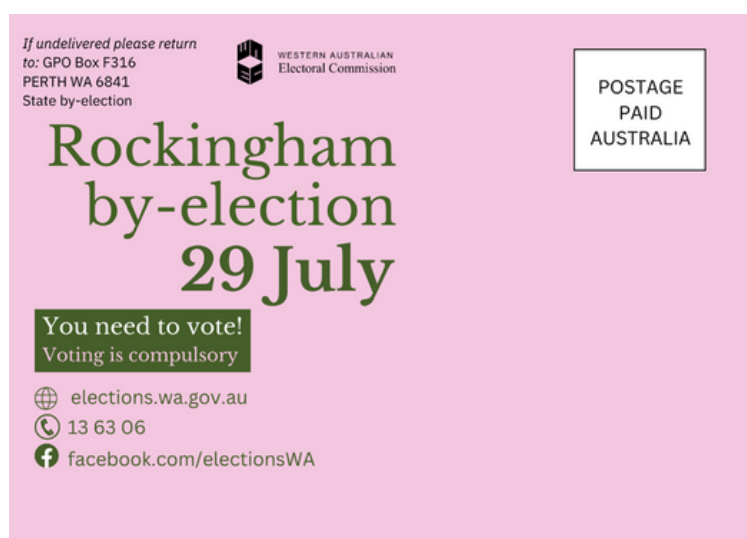 If undelivered please return
to: GPO Box F316
PERTH WA 6841
State by-election
WESTERN AUSTRALIAN
Electoral Commission
POSTAGE
PAID
AUSTRALIA
Rockingham
by-election
29 July
You need to vote!
Voting is compulsory
elections.wa.gov.au
13 63 06
facebook.com/electionsWA